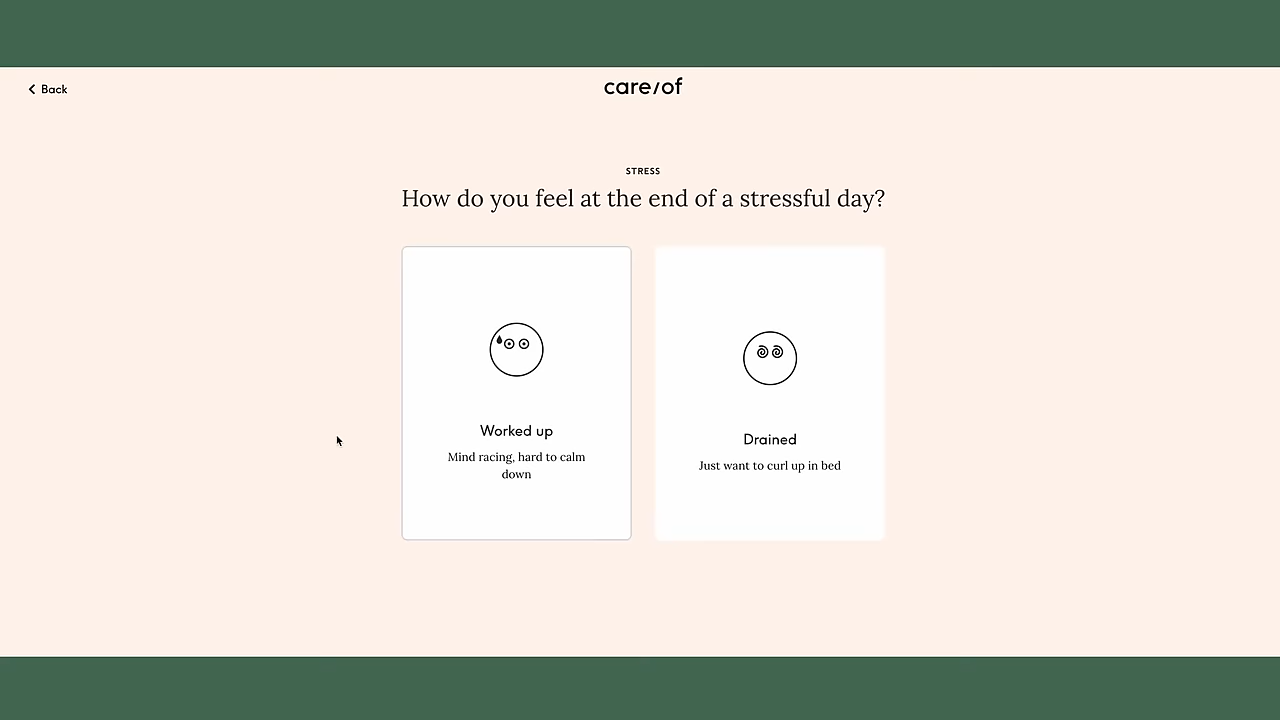 Back
care/of
STRESS
How do you feel at the end of a stressful day?
Worked up
Mind racing, hard to calm
down
Drained
Just want to curl up in bed